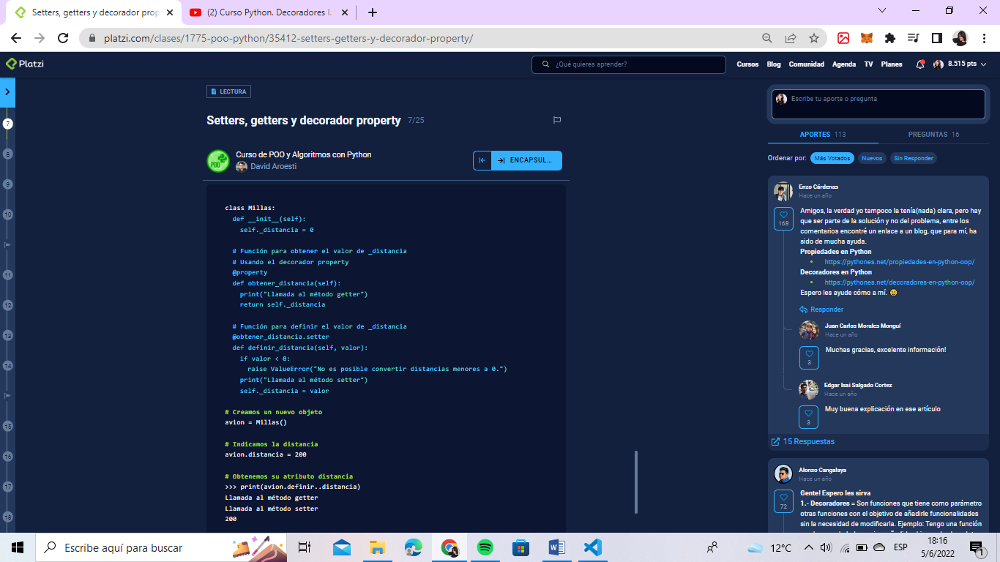 Setters, getters y decorador prop
(2) Curso Python. Decoradores I.
platzi.com/clases/1775-poo-python/35412-setters-getters-y-decorador-property/
Platzi
¿Qué quieres aprender?
Cursos
Blog
Comunidad
Agenda
TV
Planes
8.515 pts
7
8
9
10
11
12
13
14
15
16
17
18
LECTURA
Setters, getters y decorador property 7/25
POO
Curso de POO y Algoritmos con Python
David Aroesti
ENCAPSUL...
class Millas:
def __init__(self):
self._distancia = 0
# Función para obtener el valor de _distancia
# Usando el decorador property
@property
def obtener_distancia(self):
print("Llamada al método getter")
return self._distancia
# Función para definir el valor de _distancia
@obtener_distancia.setter
def definir_distancia(self, valor):
if valor < 0:
raise ValueError("No es posible convertir distancias menores a 0.")
print("Llamada al método setter")
self._distancia = valor
# Creamos un nuevo objeto
avion = Millas()
# Indicamos la distancia
avion.distancia = 200
# Obtenemos su atributo distancia
>>> print(avion.definir..distancia)
Llamada al método getter
Llamada al método setter
200
Escribe tu aporte o pregunta
APORTES 113
PREGUNTAS 16
Ordenar por:
Más Votados
Nuevos
Sin Responder
Enzo Cárdenas
Hace un año
168
Amigos, la verdad yo tampoco la tenía(nada) clara, pero hay
que ser parte de la solución y no del problema, entre los
comentarios encontré un enlace a un blog, que para mí, ha
sido de mucha ayuda.
Propiedades en Python
• https://pythones.net/propiedades-en-python-oop/
Decoradores en Python
• https://pythones.net/decoradores-en-python-oop/
Espero les ayude cómo a mí. 😃
Responder
Juan Carlos Morales Monguí
Hace un año
3
Muchas gracias, excelente información!
Edgar Isai Salgado Cortez
Hace un año
3
Muy buena explicación en ese artículo
15 Respuestas
Alonso Cangalaya
Hace un año
72
Gente! Espero les sirva
1.- Decoradores = Son funciones que tiene como parámetro
otras funciones con el objetivo de añadirle funcionalidades
sin la necesidad de modificarla. Ejemplo: Tengo una función
Escribe aquí para buscar
12°C
ESP
18:16
5/6/2022
1